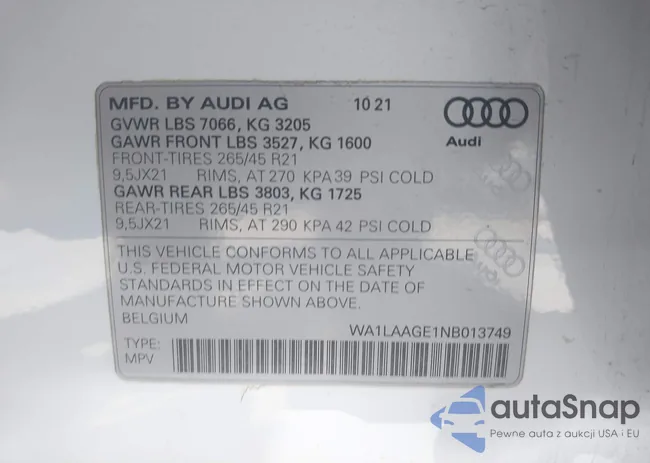 MFD. BY AUDI AG 10 21
GVWR LBS 7066, KG 3205
GAWR FRONT LBS 3527, KG 1600
Audi
FRONT-TIRES 265/45 R21
9,5JX21 RIMS, AT 270 KPA 39 PSI COLD
GAWR REAR LBS 3803, KG 1725
REAR-TIRES 265/45 R21
9,5JX21 RIMS, AT 290 KPA 42 PSI COLD
THIS VEHICLE CONFORMS TO ALL APPLICABLE
U.S. FEDERAL MOTOR VEHICLE SAFETY
STANDARDS IN EFFECT ON THE DATE OF
MANUFACTURE SHOWN ABOVE.
BELGIUM
WA1LAAGE1NB013749
TYPE:
MPV
autaSnap
Pewne auta z aukcji USA i EU